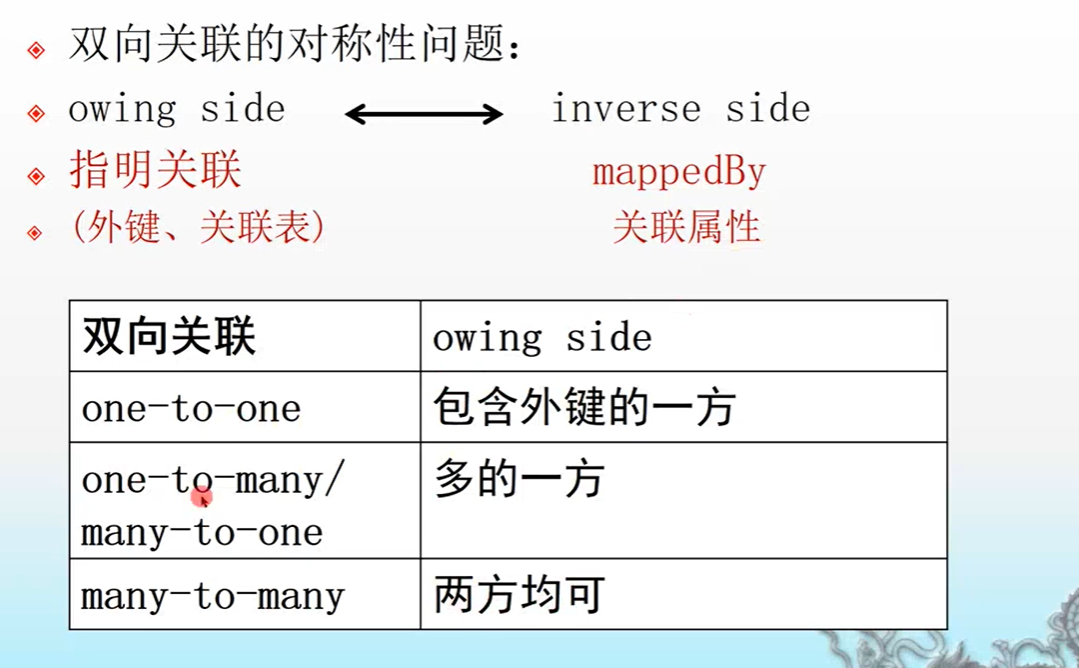 双向关联的对称性问题：
owing side inverse side
指明关联 mappedBy
(外键、关联表) 关联属性
双向关联 owing side
one-to-one 包含外键的一方
one-to-many/ 多的一方
many-to-one
many-to-many 两方均可